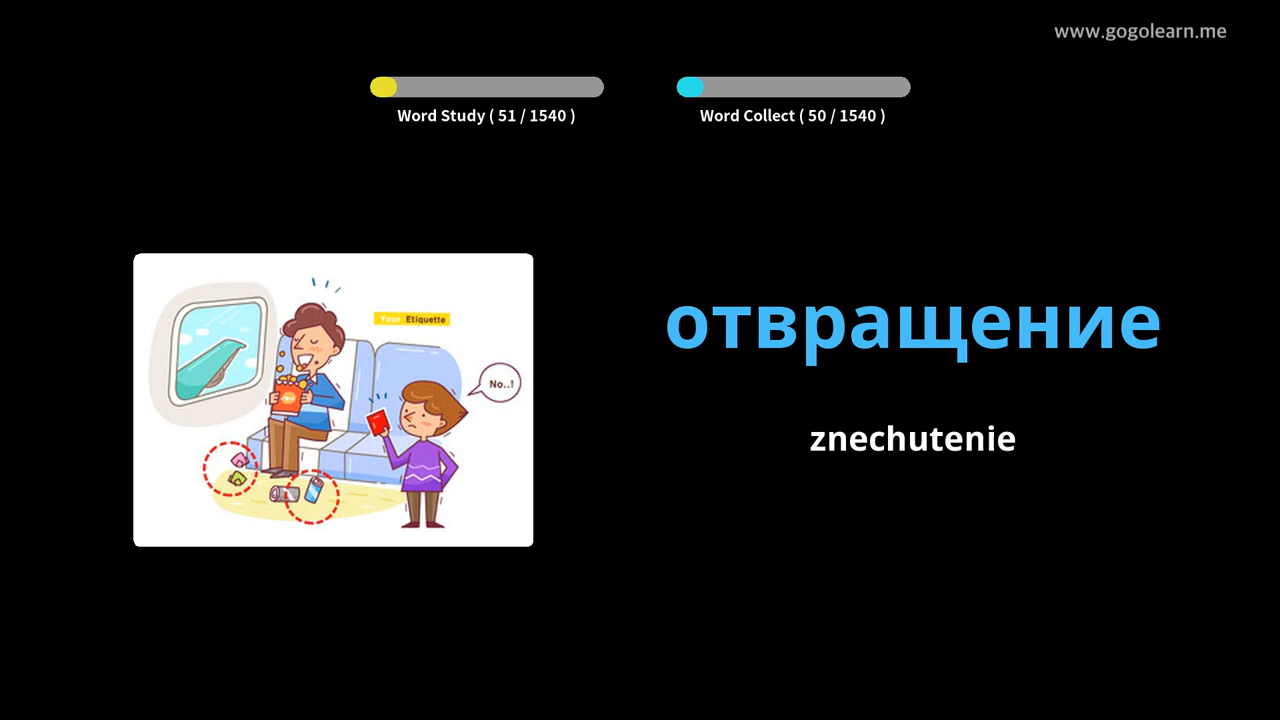 www.gogolearn.me
Word Study ( 51 / 1540 )
Word Collect ( 50 / 1540 )
Your Etiquette
No..!
отвращение
znechutenie